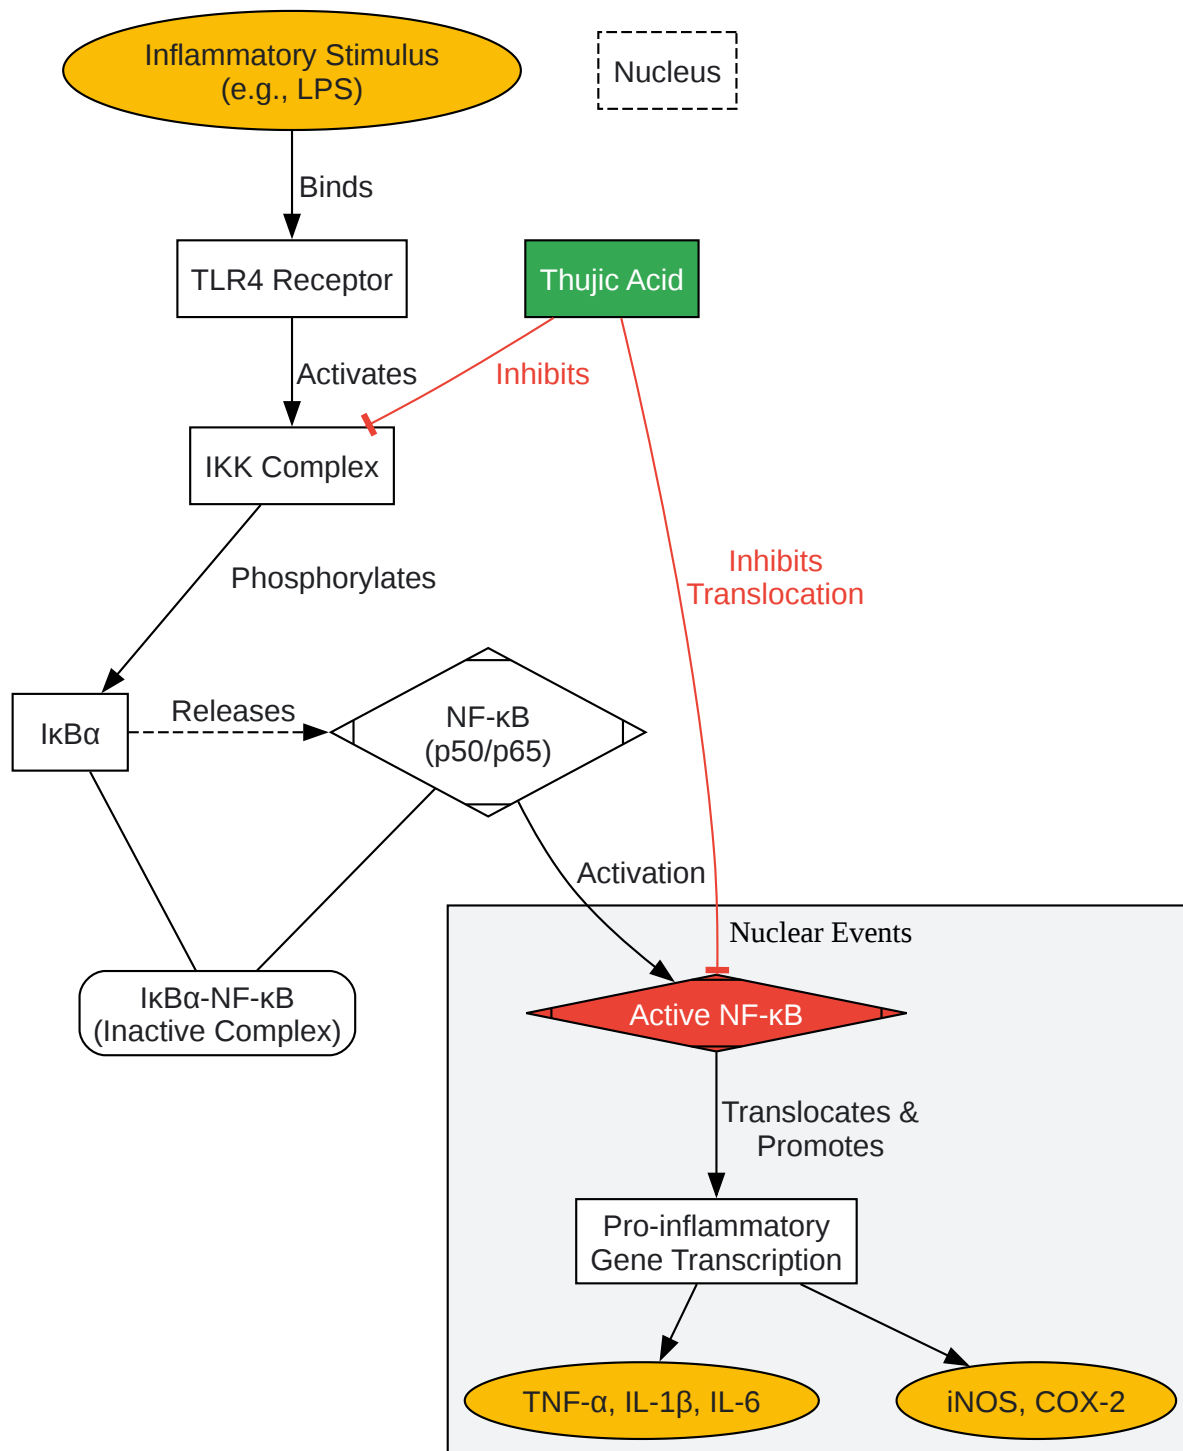 Inflammatory Stimulus
(e.g., LPS)
Nucleus
Binds
TLR4 Receptor
Thujic Acid
Activates
Inhibits
IKK Complex
Phosphorylates
Inhibits
Translocation
IκBα
Releases
NF-κB
(p50/p65)
Activation
Nuclear Events
IκBα-NF-κB
(Inactive Complex)
Active NF-κB
Translocates &
Promotes
Pro-inflammatory
Gene Transcription
TNF-α, IL-1β, IL-6
iNOS, COX-2